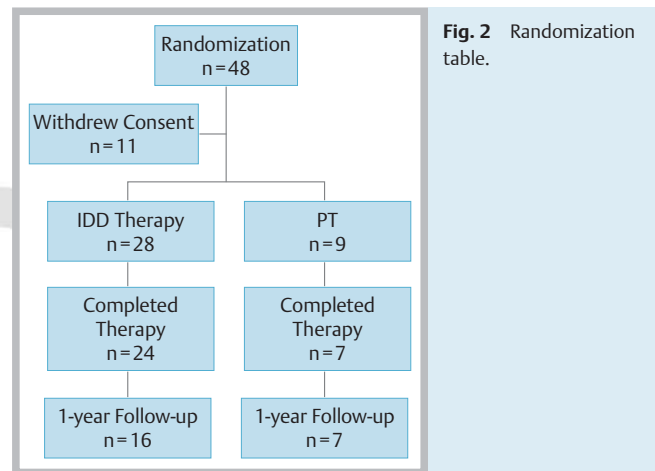 Randomization
n=48
Withdrew Consent
n=11
IDD Therapy
n=28
PT
n=9
Completed
Therapy
n=24
Completed
Therapy
n=7
1-year Follow-up
n=16
1-year Follow-up
n=7
Fig. 2 Randomization
table.